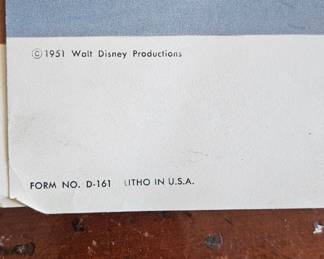 © 1951 Walt Disney Productions
FORM NO. D-161 LITHO IN U.S.A.